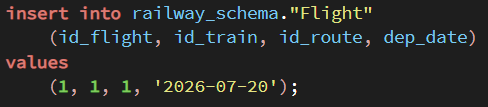 insert into railway_schema."Flight"
(id_flight, id_train, id_route, dep_date)
values
(1, 1, 1, '2026-07-20');